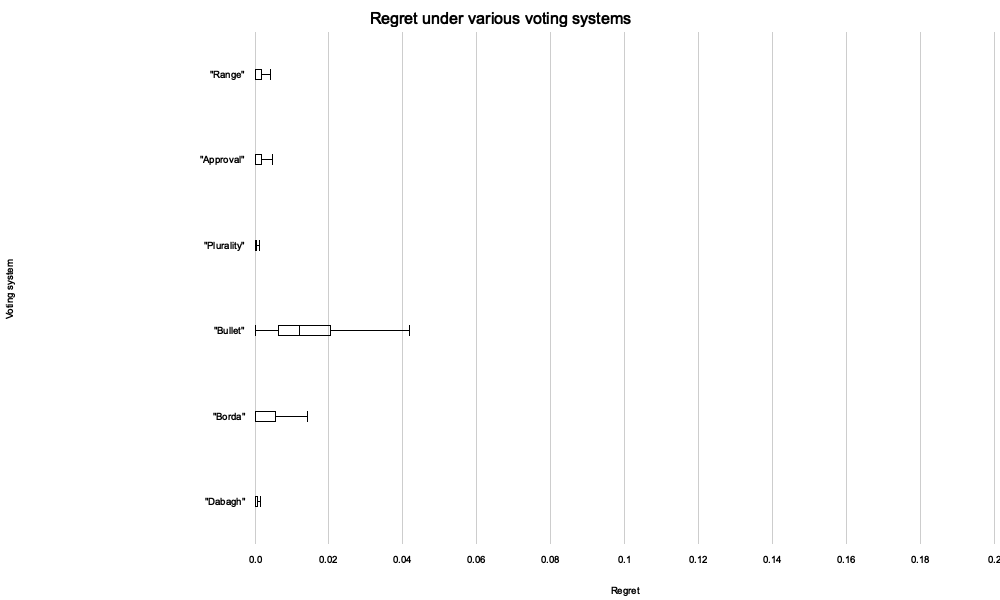 Regret under various voting systems
"Range"
"Approval"
"Plurality"
Voting system
"Bullet"
"Borda"
"Dabagh"
0.0 0.02 0.04 0.06 0.08 0.1 0.12 0.14 0.16 0.18 0.2
Regret